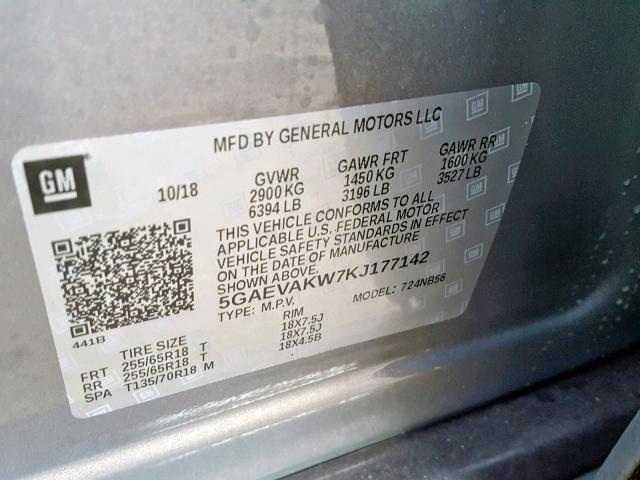 MFD BY GENERAL MOTORS LLC
GM
10/18
GVWR GAWR FRT GAWR RR
2900 KG 1450 KG 1600 KG
6394 LB 3196 LB 3527 LB
THIS VEHICLE CONFORMS TO ALL
APPLICABLE U.S. FEDERAL MOTOR
VEHICLE SAFETY STANDARDS IN EFFECT
ON THE DATE OF MANUFACTURE
SHOWN ABOVE.
5GAEVAKW7KJ177142
TYPE: M.P.V. MODEL: 724NB56
441B
TIRE SIZE RIM
FRT 255/65R18 T 18X7.5J
RR 255/65R18 T 18X7.5J
SPA T135/70R18 M 18X4.5B